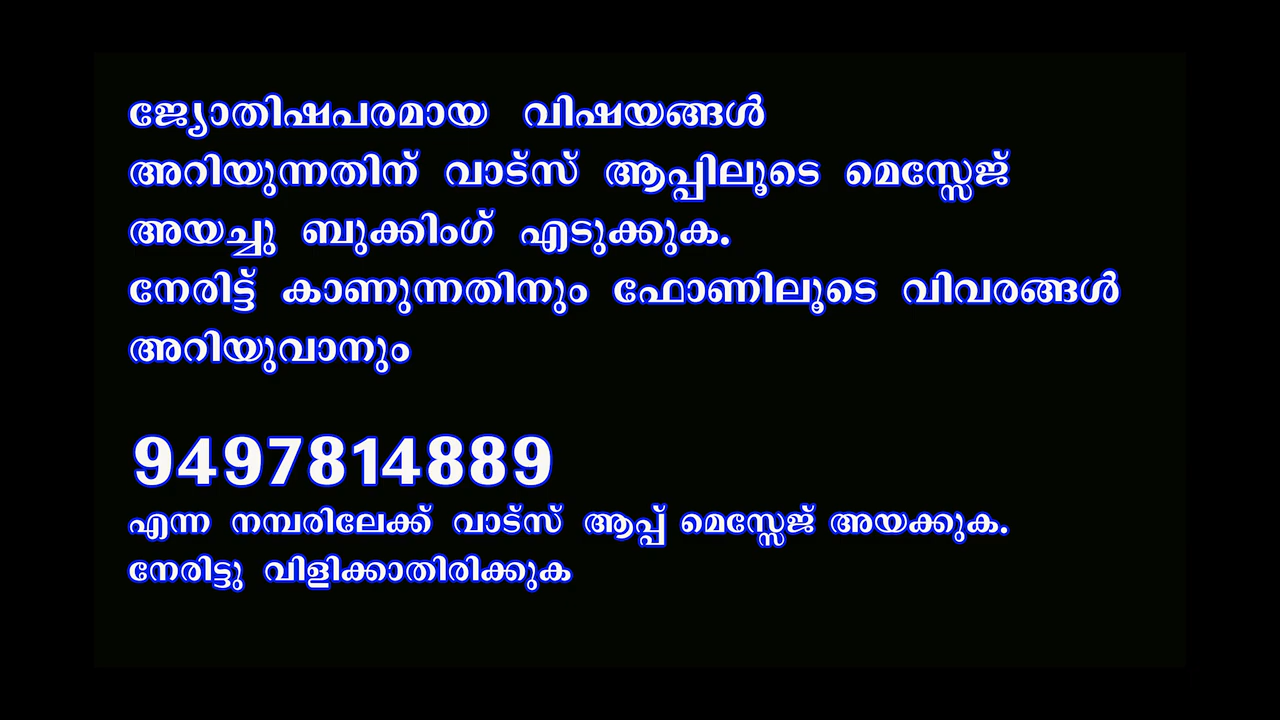 ജ്യോതിഷപരമായ വിഷയങ്ങൾ
അറിയുന്നതിന് വാട്സ് ആപ്പിലൂടെ മെസ്സേജ്
അയച്ചു ബുക്കിംഗ് എടുക്കുക.
നേരിട്ട് കാണുന്നതിനും ഫോണിലൂടെ വിവരങ്ങൾ
അറിയുവാനും
9497814889
എന്ന നമ്പരിലേക്ക് വാട്സ് ആപ്പ് മെസ്സേജ് അയക്കുക.
നേരിട്ടു വിളിക്കാതിരിക്കുക